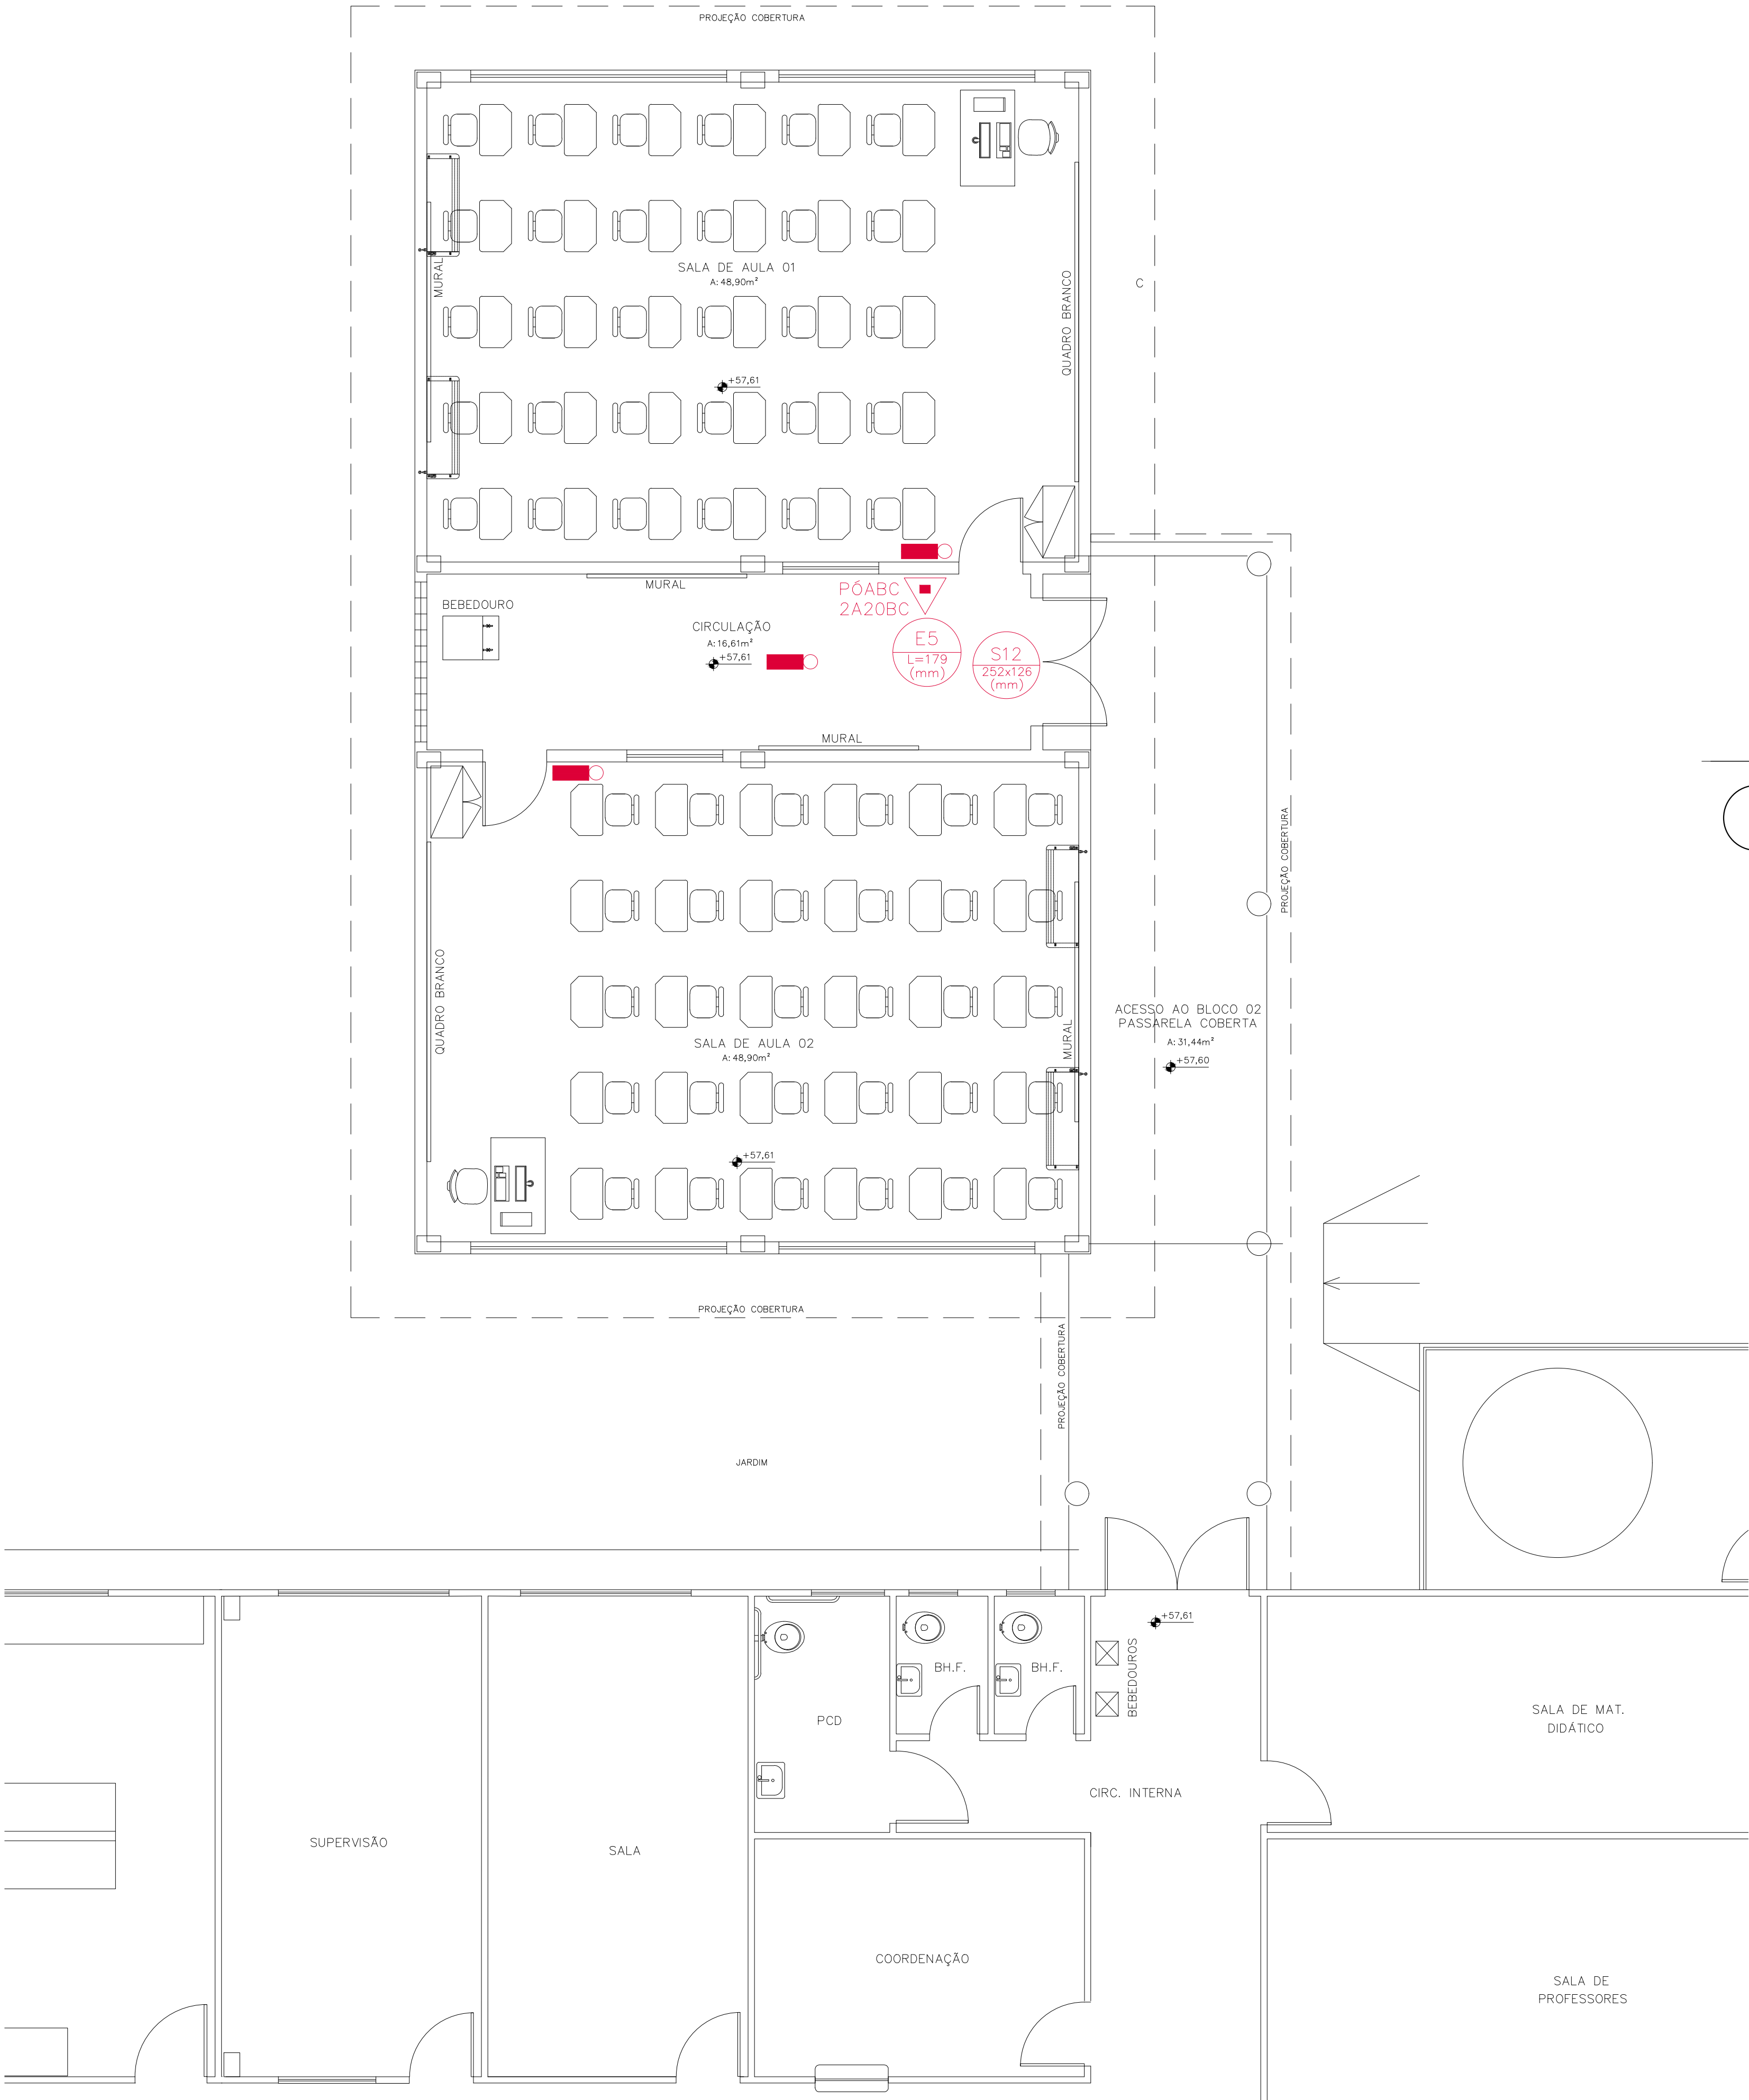 PROJEÇÃO COBERTURA
SALA DE AULA 01
A: 48,90m²
MURAL
QUADRO BRANCO
C
+57,61
MURAL
PÓABC
2A20BC
BEBEDOURO
CIRCULAÇÃO
A: 16,61m²
+57,61
E5
L=179
(mm)
S12
252x126
(mm)
MURAL
PROJEÇÃO COBERTURA
QUADRO BRANCO
SALA DE AULA 02
A: 48,90m²
MURAL
ACESSO AO BLOCO 02
PASSARELA COBERTA
A: 31,44m²
+57,60
+57,61
PROJEÇÃO COBERTURA
PROJEÇÃO COBERTURA
JARDIM
+57,61
BH.F.
BH.F.
BEBEDOUROS
PCD
SALA DE MAT.
DIDÁTICO
CIRC. INTERNA
SUPERVISÃO
SALA
COORDENAÇÃO
SALA DE
PROFESSORES